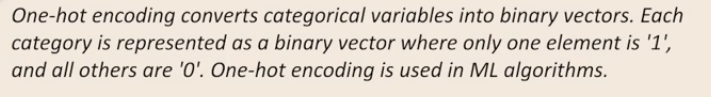 One-hot encoding converts categorical variables into binary vectors. Each
category is represented as a binary vector where only one element is '1',
and all others are '0'. One-hot encoding is used in ML algorithms.